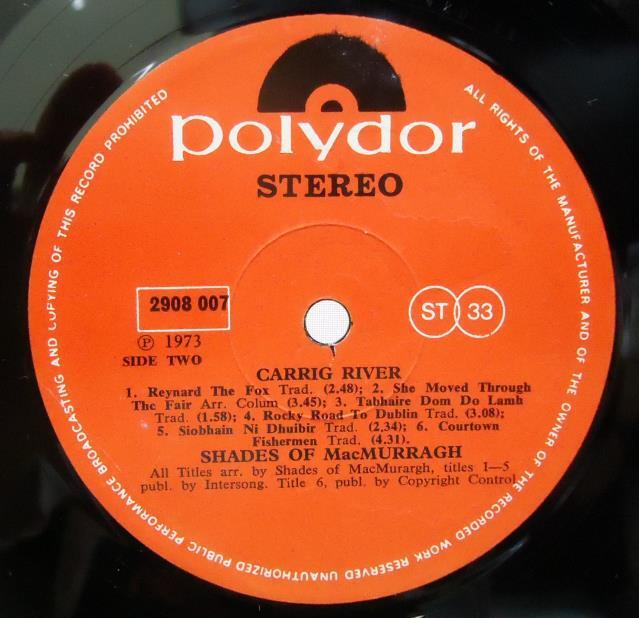 polydor
STEREO
2908 007
ST 33
℗ 1973
SIDE TWO
CARRIG RIVER
1. Reynard The Fox Trad. (2.48); 2. She Moved Through
The Fair Arr. Colum (3.45); 3. Tabhaire Dom Do Lamh
Trad. (1.58); 4. Rocky Road To Dublin Trad. (3.08);
5. Siobhain Ni Dhuibir Trad. (2.34); 6. Courtown
Fishermen Trad. (4.31).
SHADES OF MacMURRAGH
All Titles arr. by Shades of MacMurargh, titles 1—5
publ. by Intersong. Title 6, publ. by Copyright Control
ALL RIGHTS OF THE MANUFACTURER AND OF THE OWNER OF THE RECORDED WORK RESERVED UNAUTHORIZED PUBLIC PERFORMANCE BROADCASTING AND COPYING OF THIS RECORD PROHIBITED